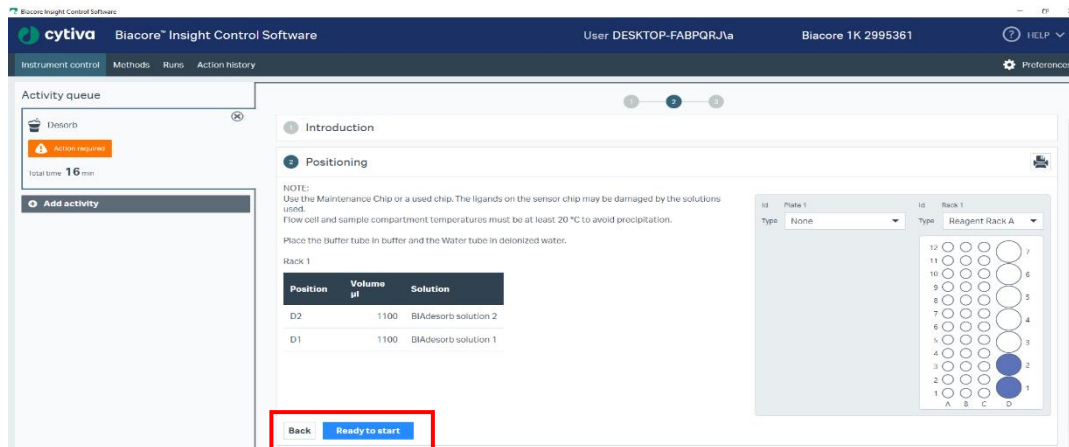 Biacore Insight Control Software
cytiva Biacore™ Insight Control Software User DESKTOP-FABPQRJ\a Biacore 1K 2995361 ? HELP
Instrument control Methods Runs Action history Preferences
Activity queue
1 2 3
Desorb
Action required
Total time 16 min
Add activity
1 Introduction
2 Positioning
NOTE:
Use the Maintenance Chip or a used chip. The ligands on the sensor chip may be damaged by the solutions
used.
Flow cell and sample compartment temperatures must be at least 20 °C to avoid precipitation.
Place the Buffer tube in buffer and the Water tube in deionized water.
Rack 1
Position Volume µl Solution
D2 1100 BIAdesorb solution 2
D1 1100 BIAdesorb solution 1
Id Plate 1 Id Rack 1
Type None Type Reagent Rack A
12 7
11
10 6
9
8 5
7
6 4
5
4 3
3 2
2
1 1
A B C D
Back Ready to start